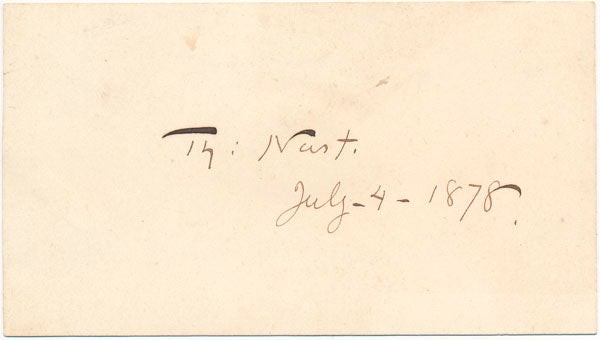 Th: Nast.
July - 4 - 1878.